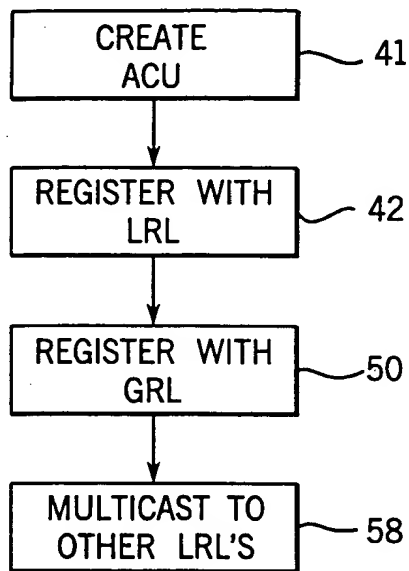 CREATE
ACU
41
REGISTER WITH
LRL
42
REGISTER WITH
GRL
50
MULTICAST TO
OTHER LRL'S
58